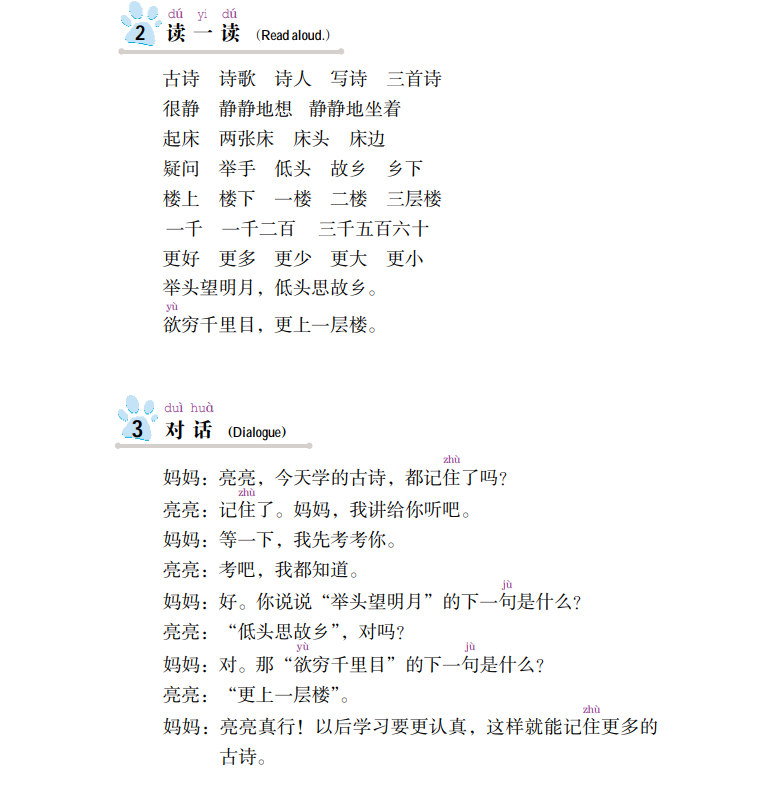 dú yi dú
2 读一读 (Read aloud.)
古诗 诗歌 诗人 写诗 三首诗
很静 静静地想 静静地坐着
起床 两张床 床头 床边
疑问 举手 低头 故乡 乡下
楼上 楼下 一楼 二楼 三层楼
一千 一千二百 三千五百六十
更好 更多 更少 更大 更小
举头望明月，低头思故乡。
yù
欲穷千里目，更上一层楼。
duì huà
3 对话 (Dialogue)
zhù
妈妈：亮亮，今天学的古诗，都记住了吗？
zhù
亮亮：记住了。妈妈，我讲给你听吧。
妈妈：等一下，我先考考你。
亮亮：考吧，我都知道。
jù
妈妈：好。你说说“举头望明月”的下一句是什么？
亮亮：“低头思故乡”，对吗？
yù jù
妈妈：对。那“欲穷千里目”的下一句是什么？
亮亮：“更上一层楼”。
zhù
妈妈：亮亮真行！以后学习要更认真，这样就能记住更多的
古诗。